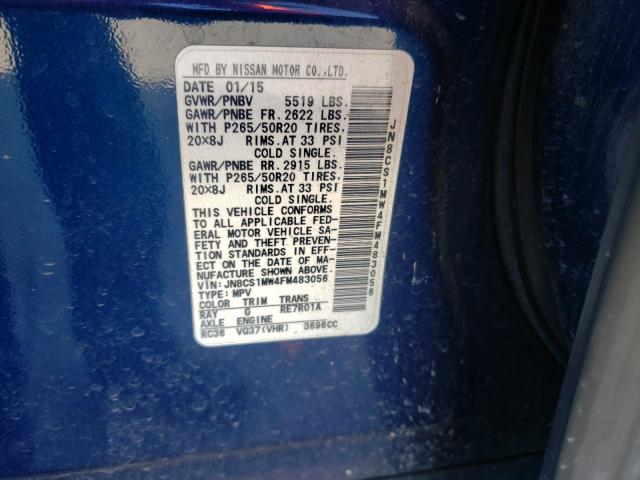 MFD BY NISSAN MOTOR CO.,LTD.
DATE 01/15
GVWR/PNBV 5519 LBS.
GAWR/PNBE FR. 2622 LBS.
WITH P265/50R20 TIRES.
20×8J RIMS.AT 33 PSI
COLD SINGLE.
GAWR/PNBE RR. 2915 LBS.
WITH P265/50R20 TIRES.
20×8J RIMS.AT 33 PSI
COLD SINGLE.
THIS VEHICLE CONFORMS
TO ALL APPLICABLE FED-
ERAL MOTOR VEHICLE SA-
FETY AND THEFT PREVEN-
TION STANDARDS IN EFF-
ECT ON THE DATE OF MA-
NUFACTURE SHOWN ABOVE.
VIN: JN8CS1MW4FM483056
TYPE: MPV
COLOR TRIM TRANS
RAY G RE7R01A
AXLE ENGINE
RC36 VQ37(VHR) 3696CC
JN8CS1MW4FM483056